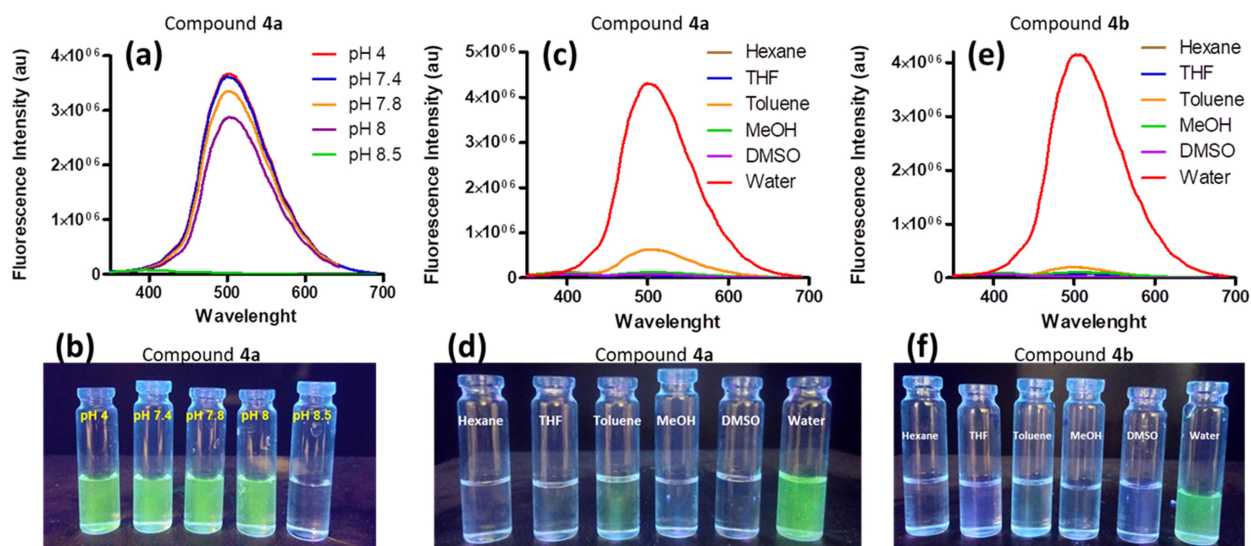 Compound 4a
(a)
Fluorescence Intensity (au)
4×10⁰⁶
3×10⁰⁶
2×10⁰⁶
1×10⁰⁶
0
400
500
600
700
Wavelenght
pH 4
pH 7.4
pH 7.8
pH 8
pH 8.5
Compound 4a
(c)
Fluorescence Intensity (au)
5×10⁰⁶
4×10⁰⁶
3×10⁰⁶
2×10⁰⁶
1×10⁰⁶
0
400
500
600
700
Wavelenght
Hexane
THF
Toluene
MeOH
DMSO
Water
Compound 4b
(e)
Fluorescence Intensity (au)
4×10⁰⁶
3×10⁰⁶
2×10⁰⁶
1×10⁰⁶
0
400
500
600
700
Wavelenght
Hexane
THF
Toluene
MeOH
DMSO
Water
(b)
Compound 4a
pH 4
pH 7.4
pH 7.8
pH 8
pH 8.5
(d)
Compound 4a
Hexane
THF
Toluene
MeOH
DMSO
Water
(f)
Compound 4b
Hexane
THF
Toluene
MeOH
DMSO
Water